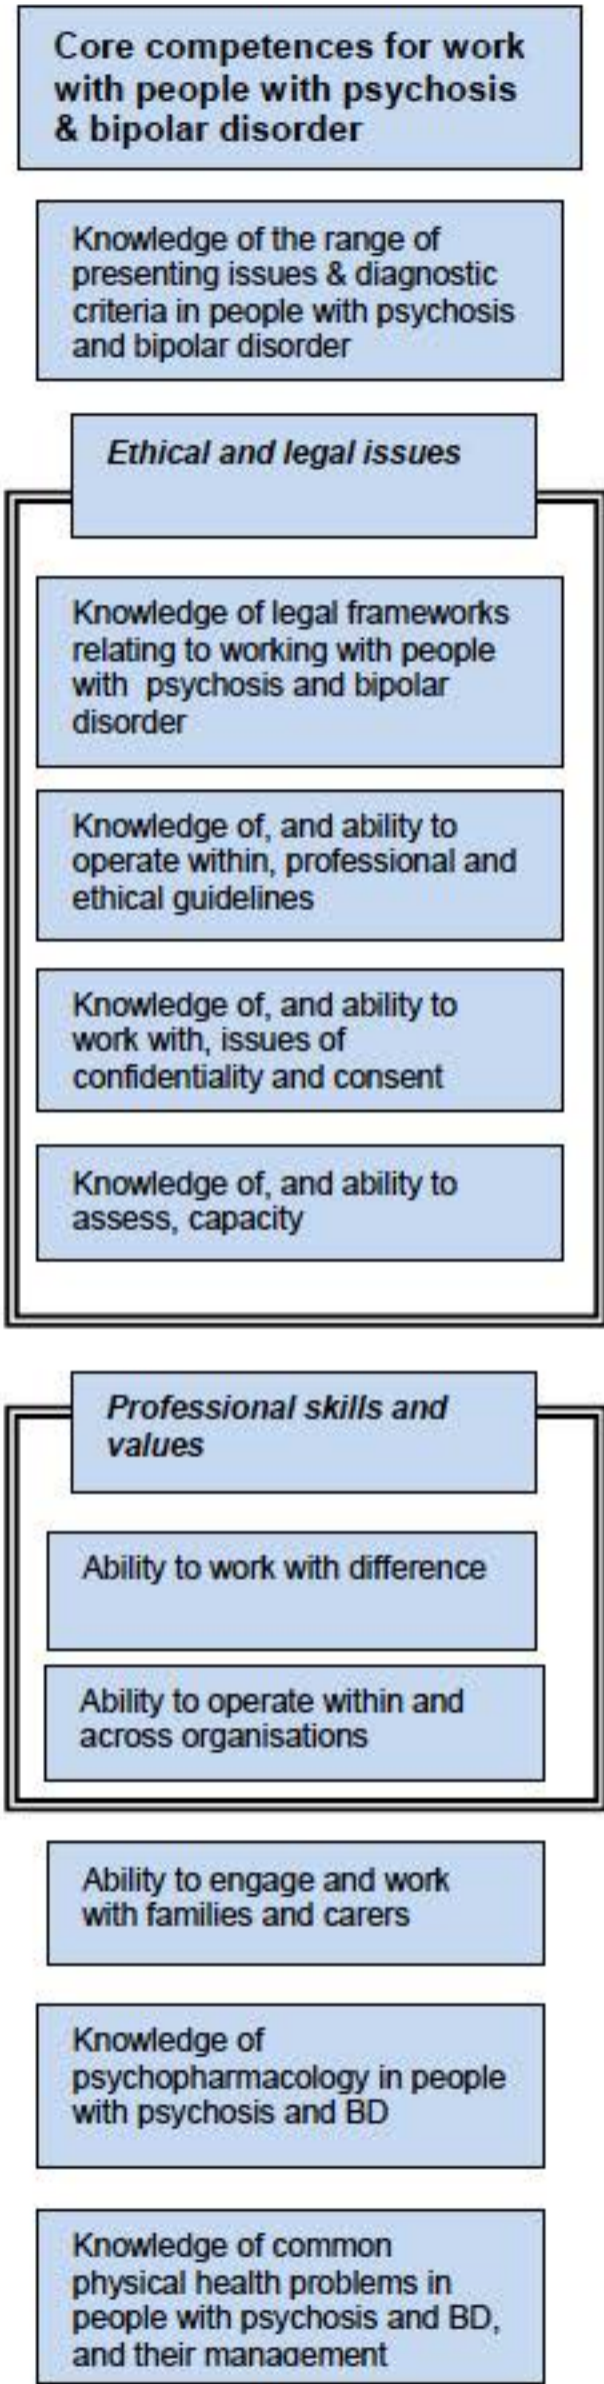 Core competences for work
with people with psychosis
& bipolar disorder
Knowledge of the range of
presenting issues & diagnostic
criteria in people with psychosis
and bipolar disorder
Ethical and legal issues
Knowledge of legal frameworks
relating to working with people
with psychosis and bipolar
disorder
Knowledge of, and ability to
operate within, professional and
ethical guidelines
Knowledge of, and ability to
work with, issues of
confidentiality and consent
Knowledge of, and ability to
assess, capacity
Professional skills and
values
Ability to work with difference
Ability to operate within and
across organisations
Ability to engage and work
with families and carers
Knowledge of
psychopharmacology in people
with psychosis and BD
Knowledge of common
physical health problems in
people with psychosis and BD,
and their management